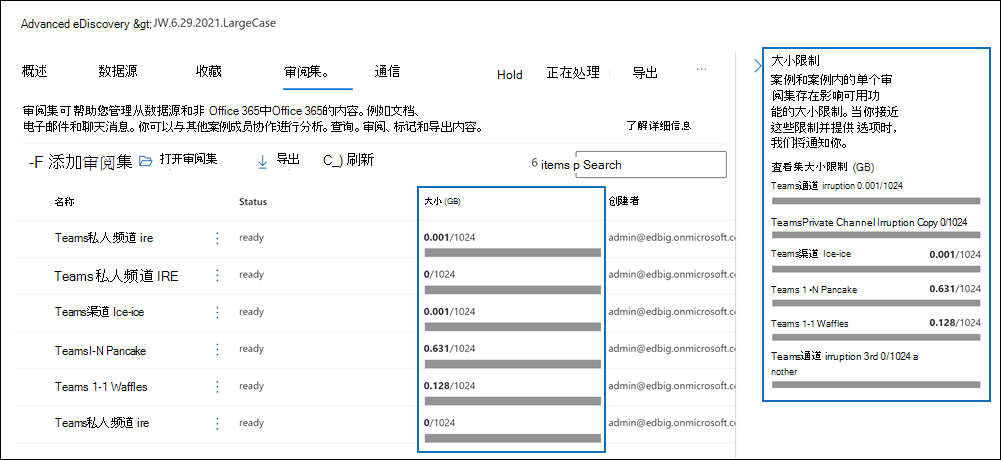 Advanced eDiscovery &gt; JW.6.29.2021.LargeCase
概述 数据源 收藏 审阅集。 通信 Hold 正在处理 导出 ...
审阅集可帮助您管理从数据源和非 Office 365中Office 365的内容。例如文档、
电子邮件和聊天消息。你可以与其他案例成员协作进行分析。查询。审阅、标记和导出内容。 了解详细信息
-F 添加审阅集 打开审阅集 导出 C_) 刷新 6 items p Search
名称 Status 大小 (GB) 创建者
Teams私人频道 ire ready 0.001/1024 admin@edbig.onmicrosoft.c
Teams 私人频道 IRE ready 0/1024 admin@edbig.onmicrosoft.c
Teams渠道 Ice-ice ready 0.001/1024 admin@edbig.onmicrosoft.c
TeamsI-N Pancake ready 0.631/1024 admin@edbig.onmicrosoft.c
Teams 1-1 Waffles ready 0.128/1024 admin@edbig.onmicrosoft.c
Teams私人频道 ire ready 0/1024 admin@edbig.onmicrosoft.c
大小限制
案例和案例内的单个审
阅集存在影响可用功
能的大小限制。当你接近
这些限制并提供 选项时，
我们将通知你。
查看集大小限制 (GB)
Teams通道 irruption 0.001/1024
TeamsPrivate Channel Irruption Copy 0/1024
Teams渠道 Ice-ice 0.001/1024
Teams 1 -N Pancake 0.631/1024
Teams 1-1 Waffles 0.128/1024
Teams通道 irruption 3rd 0/1024 a
nother